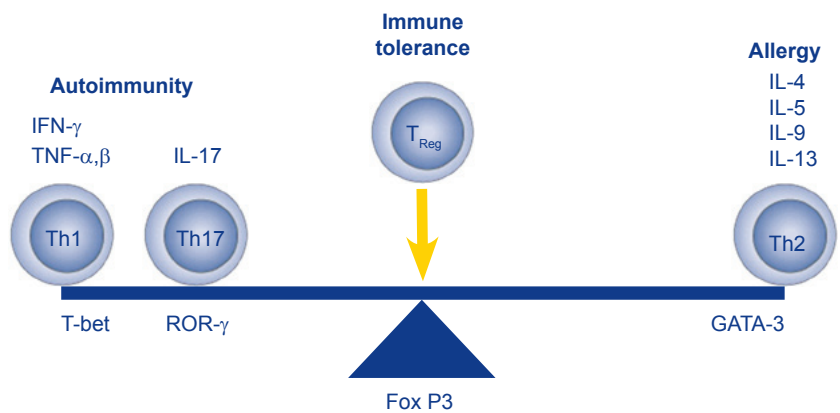 Immune
tolerance
Autoimmunity
Allergy
IFN-γ
TNF-α,β
IL-17
IL-4
IL-5
IL-9
IL-13
T Reg
Th1
Th17
Th2
T-bet
ROR-γ
GATA-3
Fox P3